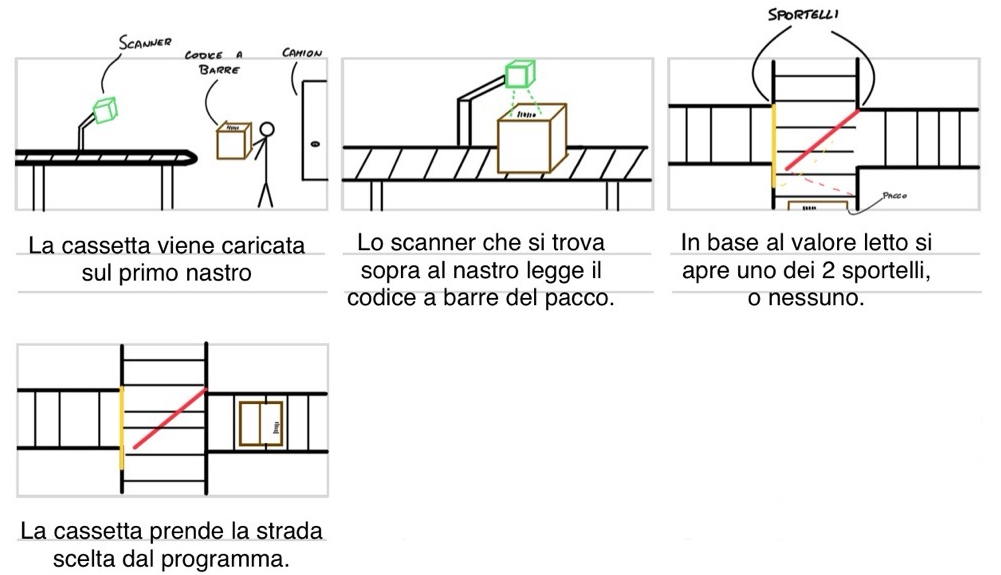 SCANNER
CODICE A
BARRE
CAMION
SPORTELLI
PACCO
La cassetta viene caricata
sul primo nastro
Lo scanner che si trova
sopra al nastro legge il
codice a barre del pacco.
In base al valore letto si
apre uno dei 2 sportelli,
o nessuno.
La cassetta prende la strada
scelta dal programma.